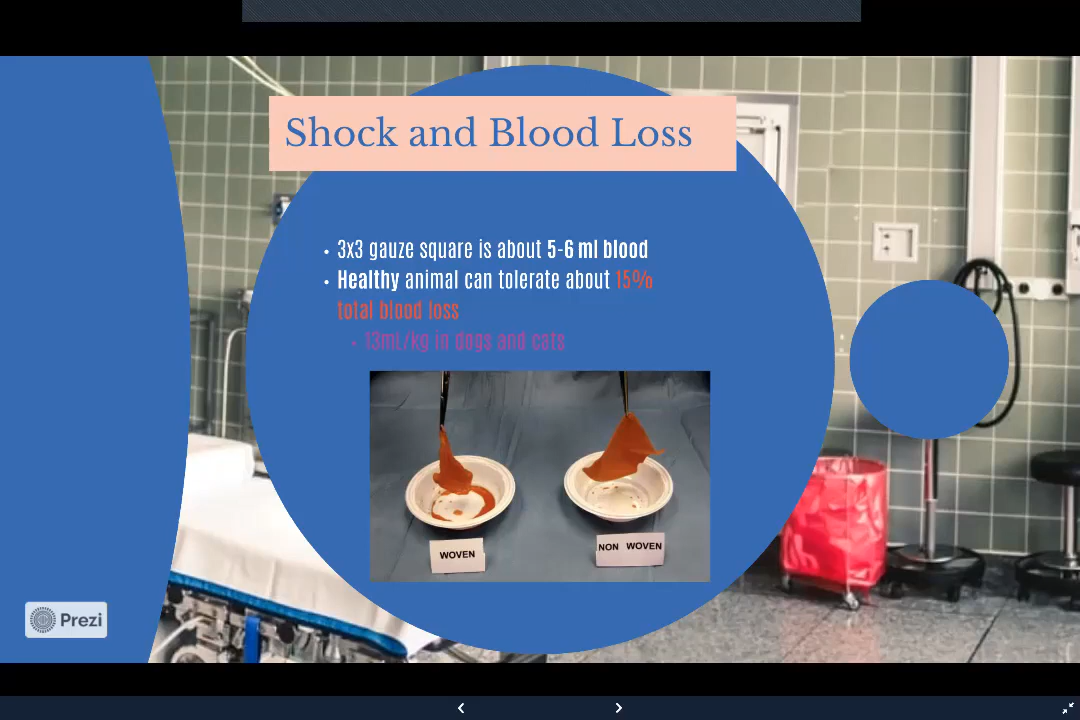 Shock and Blood Loss
• 3x3 gauze square is about 5-6 ml blood
• Healthy animal can tolerate about 15%
total blood loss
• 13mL/kg in dogs and cats
WOVEN
NON WOVEN
Prezi